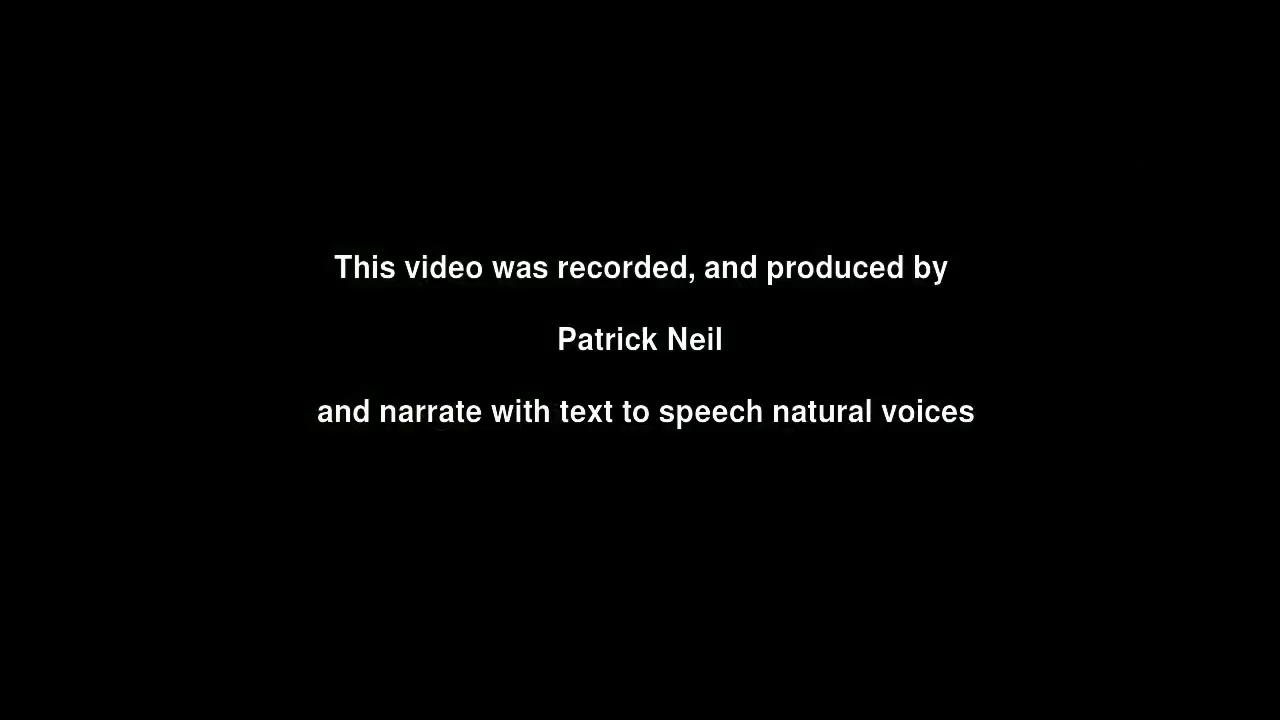 This video was recorded, and produced by
Patrick Neil
and narrate with text to speech natural voices